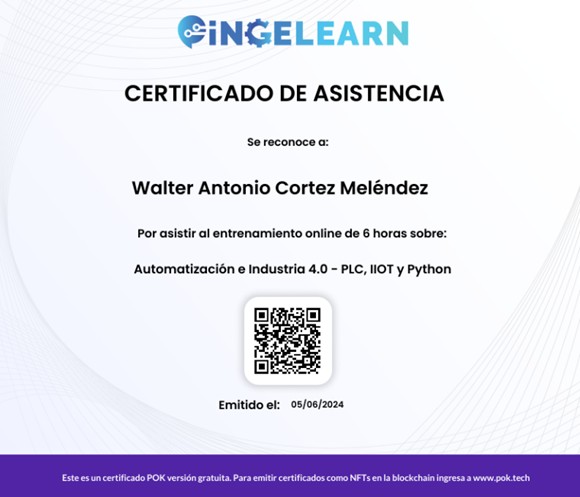 INGELEARN
CERTIFICADO DE ASISTENCIA
Se reconoce a:
Walter Antonio Cortez Meléndez
Por asistir al entrenamiento online de 6 horas sobre:
Automatización e Industria 4.0 - PLC, IIOT y Python
Emitido el: 05/06/2024
Este es un certificado POK versión gratuita. Para emitir certificados como NFTs en la blockchain ingresa a www.pok.tech